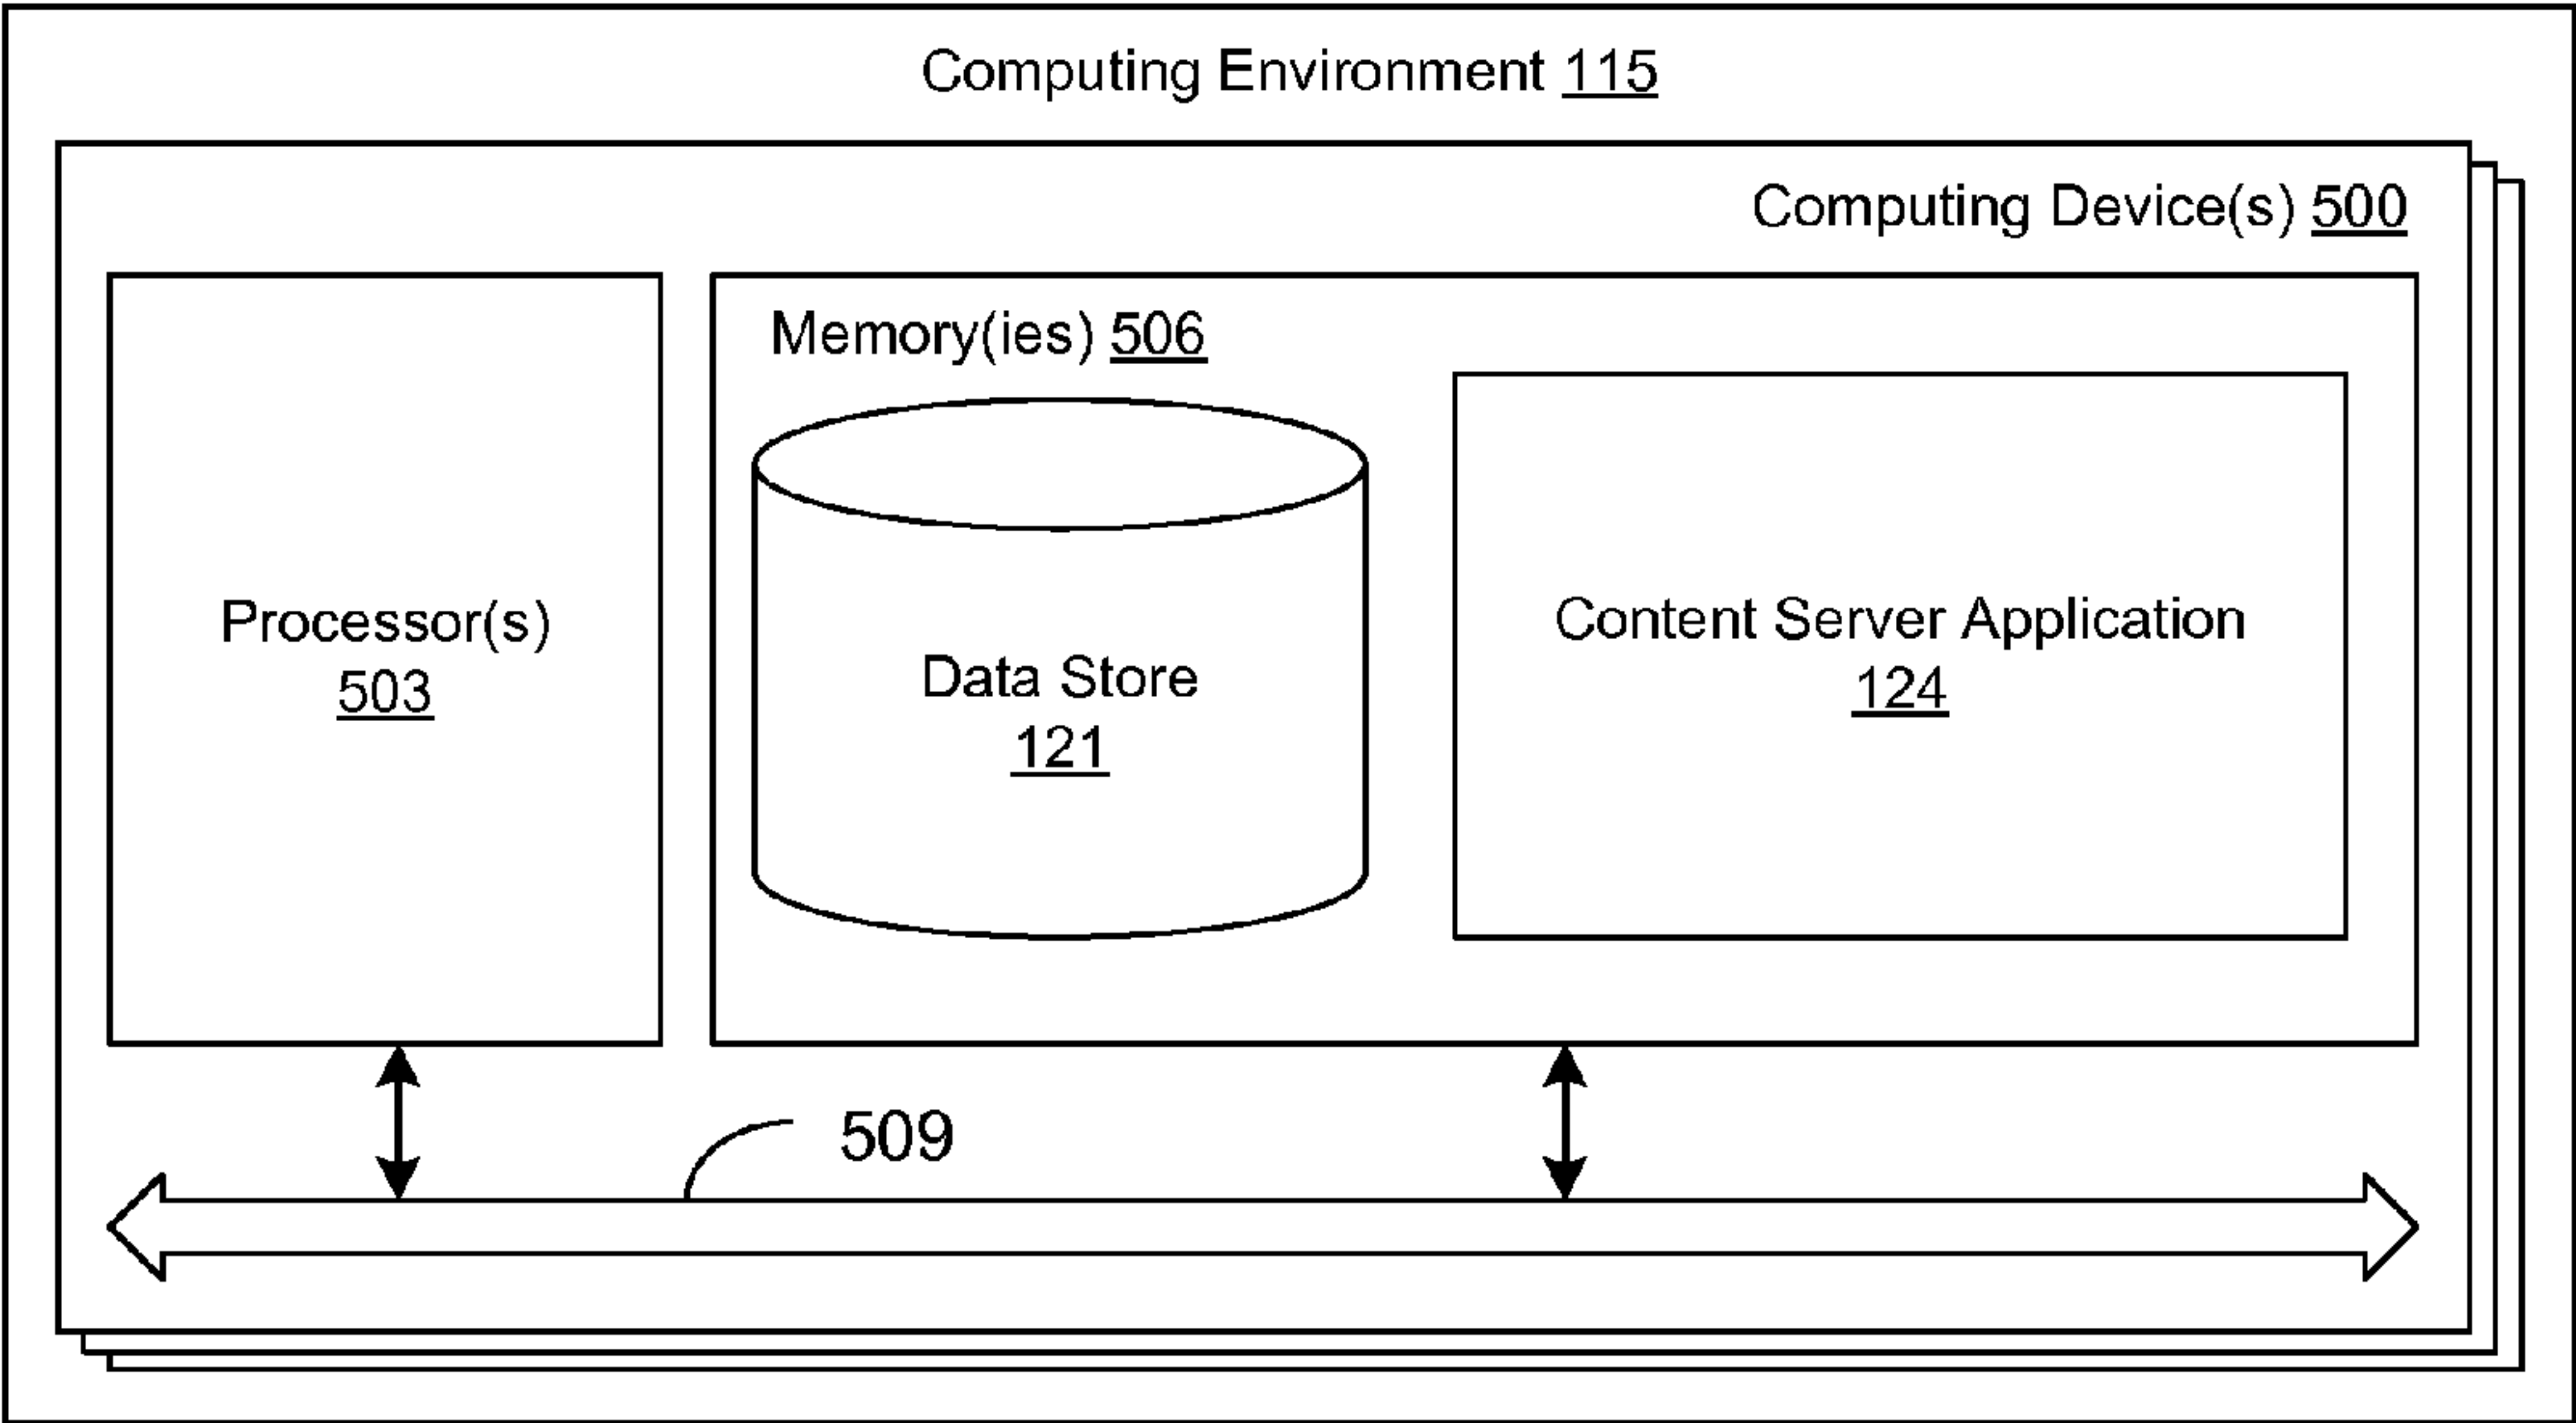 Computing Environment 115
Computing Device(s) 500
Memory(ies) 506
Processor(s)
503
Data Store
121
Content Server Application
124
509